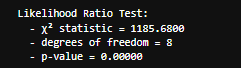 Likelihood Ratio Test:
- χ² statistic = 1185.6800
- degrees of freedom = 8
- p-value = 0.00000